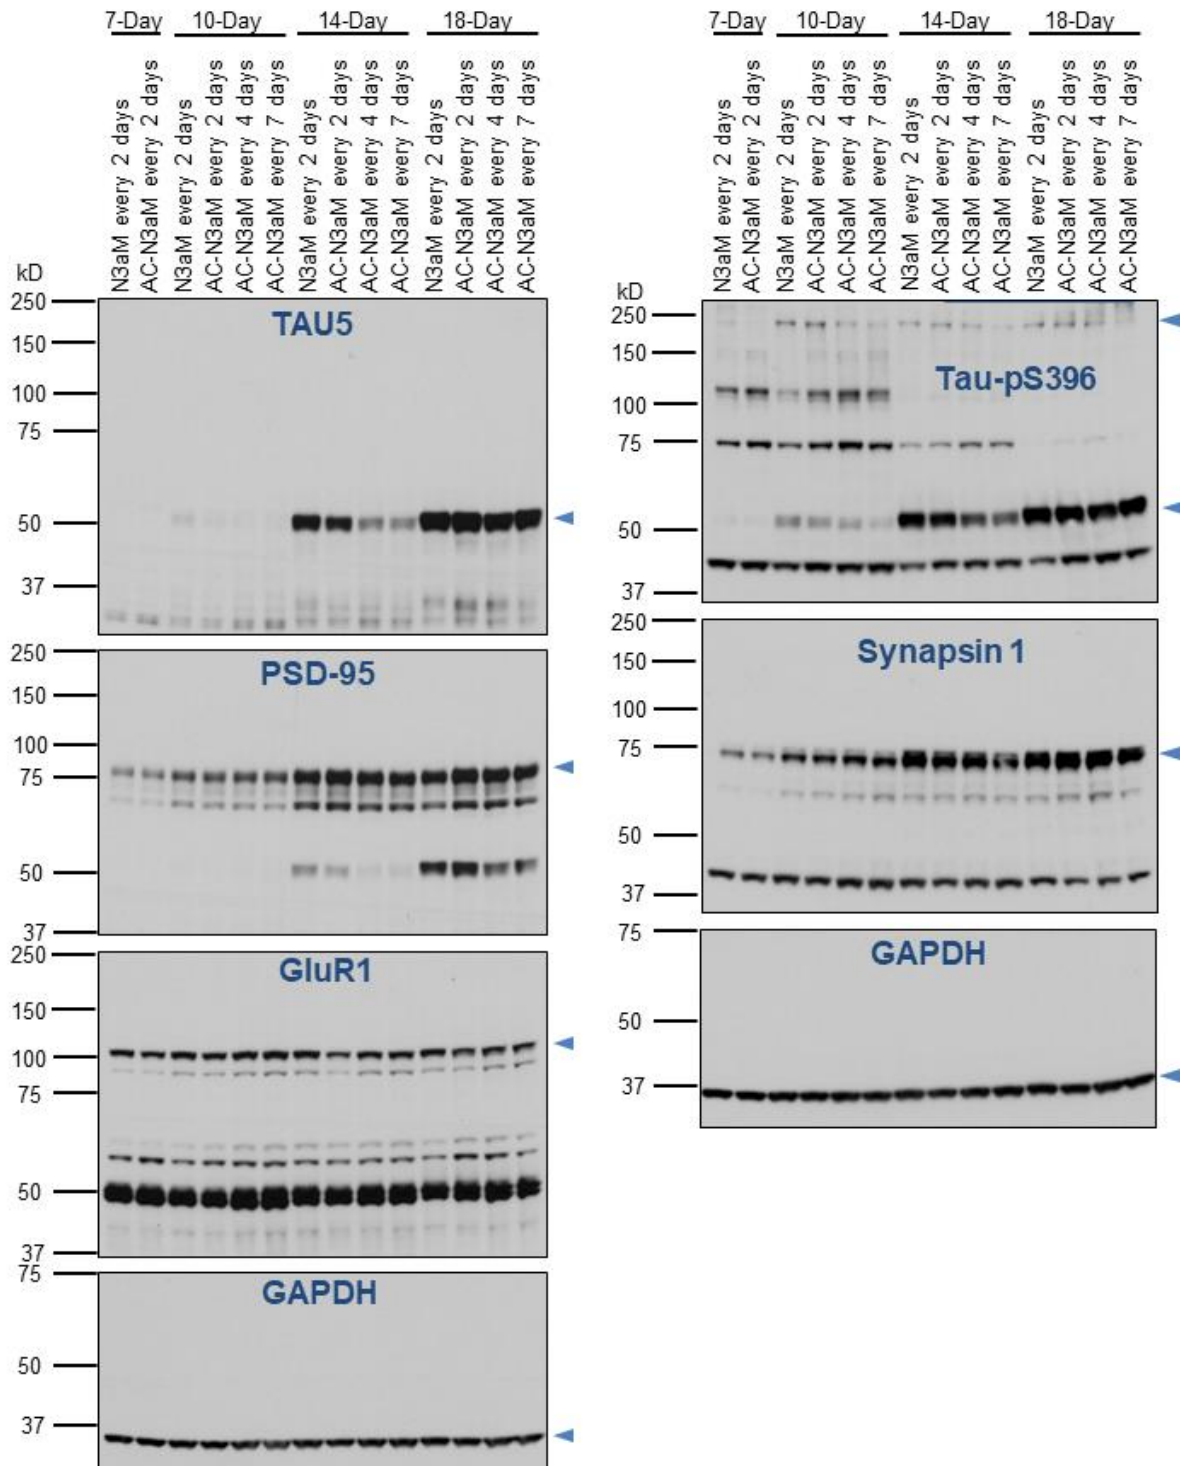 7-Day 10-Day 14-Day 18-Day
N3aM every 2 days
AC-N3aM every 2 days
N3aM every 2 days
AC-N3aM every 2 days
AC-N3aM every 4 days
AC-N3aM every 7 days
N3aM every 2 days
AC-N3aM every 2 days
AC-N3aM every 4 days
AC-N3aM every 7 days
N3aM every 2 days
AC-N3aM every 2 days
AC-N3aM every 4 days
AC-N3aM every 7 days
kD
250
150
100
75
50
37
TAU5
250
150
100
75
50
37
PSD-95
250
150
100
75
50
37
GluR1
75
50
37
GAPDH
7-Day 10-Day 14-Day 18-Day
N3aM every 2 days
AC-N3aM every 2 days
N3aM every 2 days
AC-N3aM every 2 days
AC-N3aM every 4 days
AC-N3aM every 7 days
N3aM every 2 days
AC-N3aM every 2 days
AC-N3aM every 4 days
AC-N3aM every 7 days
N3aM every 2 days
AC-N3aM every 2 days
AC-N3aM every 4 days
AC-N3aM every 7 days
kD
250
150
100
75
50
37
Tau-pS396
250
150
100
75
50
37
Synapsin 1
75
50
37
GAPDH